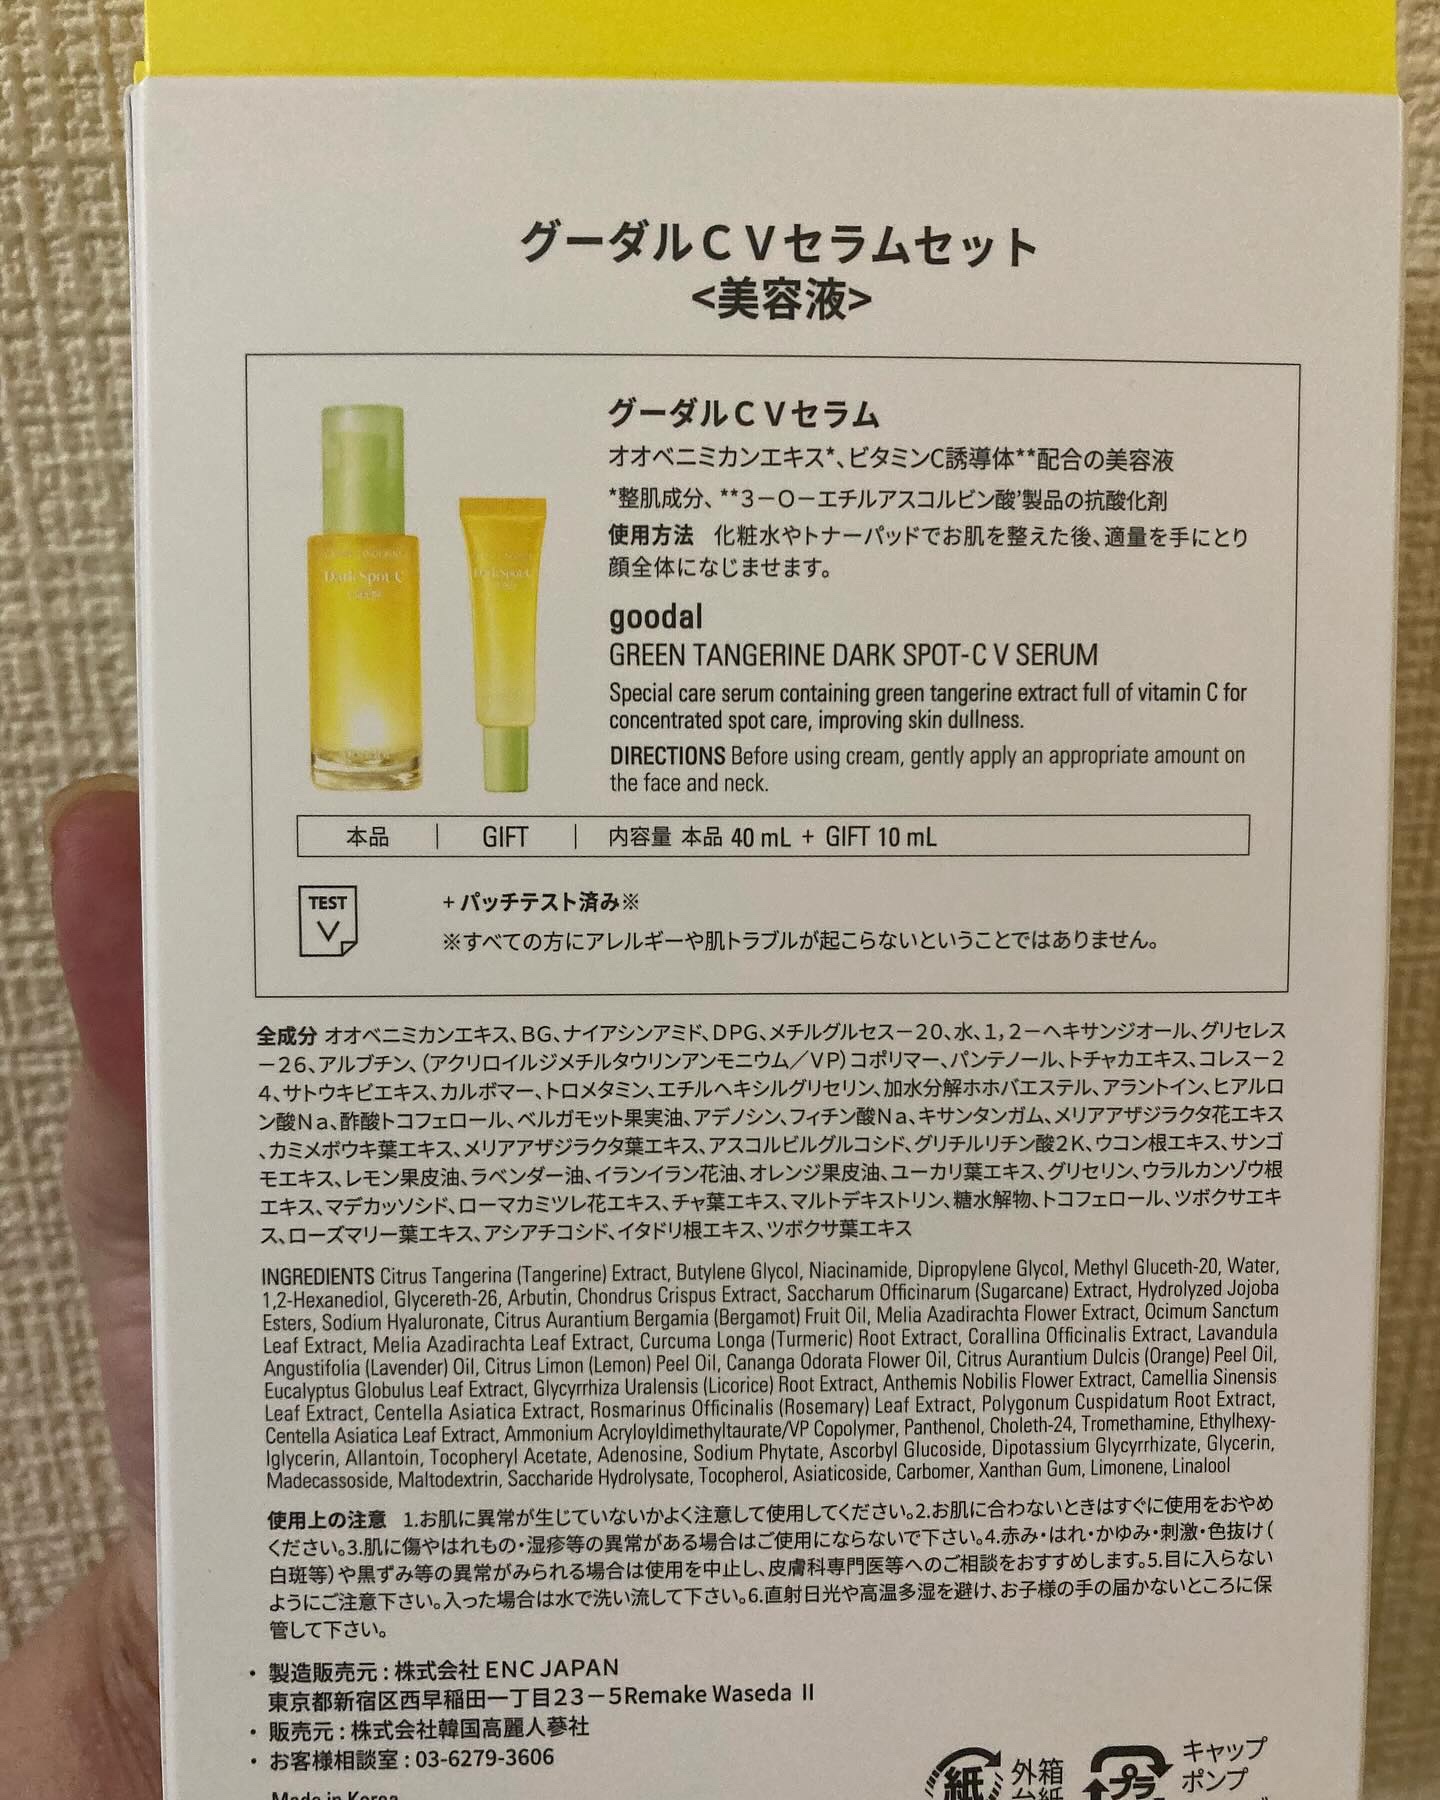 グーダルＣＶセラムセット
<美容液>
グーダルＣＶセラム
オオベニミカンエキス*、ビタミンC誘導体**配合の美容液
*整肌成分、**３－Ｏ－エチルアスコルビン酸’製品の抗酸化剤
使用方法　化粧水やトナーパッドでお肌を整えた後、適量を手にとり
顔全体になじませます。
Dark Spot-C
goodal
GREEN TANGERINE DARK SPOT-C V SERUM
Special care serum containing green tangerine extract full of vitamin C for
concentrated spot care, improving skin dullness.
DIRECTIONS Before using cream, gently apply an appropriate amount on
the face and neck.
本品 | GIFT | 内容量 本品 40 mL + GIFT 10 mL
TEST
+ パッチテスト済み※
※すべての方にアレルギーや肌トラブルが起こらないということではありません。
全成分 オオベニミカンエキス、ＢＧ、ナイアシンアミド、ＤＰＧ、メチルグルセス－２０、水、１，２－ヘキサンジオール、グリセレス
－２６、アルブチン、（アクリロイルジメチルタウリンアンモニウム／ＶＰ）コポリマー、パンテノール、トチャカエキス、コレス－２
４、サトウキビエキス、カルボマー、トロメタミン、エチルヘキシルグリセリン、加水分解ホホバエステル、アラントイン、ヒアルロ
ン酸Ｎａ、酢酸トコフェロール、ベルガモット果実油、アデノシン、フィチン酸Ｎａ、キサンタンガム、メリアアザジラクタ花エキス
、カミメボウキ葉エキス、メリアアザジラクタ葉エキス、アスコルビルグルコシド、グリチルリチン酸２Ｋ、ウコン根エキス、サンゴ
モエキス、レモン果皮油、ラベンダー油、イランイラン花油、オレンジ果皮油、ユーカリ葉エキス、グリセリン、ウラルカンゾウ根
エキス、マデカッソシド、ローマカミツレ花エキス、チャ葉エキス、マルトデキストリン、糖水解物、トコフェロール、ツボクサエキ
ス、ローズマリー葉エキス、アシアチコシド、イタドリ根エキス、ツボクサ葉エキス
INGREDIENTS Citrus Tangerina (Tangerine) Extract, Butylene Glycol, Niacinamide, Dipropylene Glycol, Methyl Gluceth-20, Water,
1,2-Hexanediol, Glycereth-26, Arbutin, Chondrus Crispus Extract, Saccharum Officinarum (Sugarcane) Extract, Hydrolyzed Jojoba
Esters, Sodium Hyaluronate, Citrus Aurantium Bergamia (Bergamot) Fruit Oil, Melia Azadirachta Flower Extract, Ocimum Sanctum
Leaf Extract, Melia Azadirachta Leaf Extract, Curcuma Longa (Turmeric) Root Extract, Corallina Officinalis Extract, Lavandula
Angustifolia (Lavender) Oil, Citrus Limon (Lemon) Peel Oil, Cananga Odorata Flower Oil, Citrus Aurantium Dulcis (Orange) Peel Oil,
Eucalyptus Globulus Leaf Extract, Glycyrrhiza Uralensis (Licorice) Root Extract, Anthemis Nobilis Flower Extract, Camellia Sinensis
Leaf Extract, Centella Asiatica Extract, Rosmarinus Officinalis (Rosemary) Leaf Extract, Polygonum Cuspidatum Root Extract,
Centella Asiatica Leaf Extract, Ammonium Acryloyldimethyltaurate/VP Copolymer, Panthenol, Choleth-24, Tromethamine, Ethylhexy-
lglycerin, Allantoin, Tocopheryl Acetate, Adenosine, Sodium Phytate, Ascorbyl Glucoside, Dipotassium Glycyrrhizate, Glycerin,
Madecassoside, Maltodextrin, Saccharide Hydrolysate, Tocopherol, Asiaticoside, Carbomer, Xanthan Gum, Limonene, Linalool
使用上の注意　1.お肌に異常が生じていないかよく注意して使用してください。2.お肌に合わないときはすぐに使用をおやめ
ください。3.肌に傷やはれもの・湿疹等の異常がある場合はご使用にならないで下さい。4.赤み・はれ・かゆみ・刺激・色抜け（
白斑等）や黒ずみ等の異常がみられる場合は使用を中止し、皮膚科専門医等へのご相談をおすすめします。5.目に入らない
ようにご注意下さい。入った場合は水で洗い流して下さい。6.直射日光や高温多湿を避け、お子様の手の届かないところに保
管して下さい。
・ 製造販売元 : 株式会社 ENC JAPAN
東京都新宿区西早稲田一丁目２３－５Remake Waseda Ⅱ
・ 販売元 : 株式会社韓国高麗人蔘社
・ お客様相談室 : 03-6279-3606
Made in Korea
紙 外箱
台紙
プラ キャップ
ポンプ